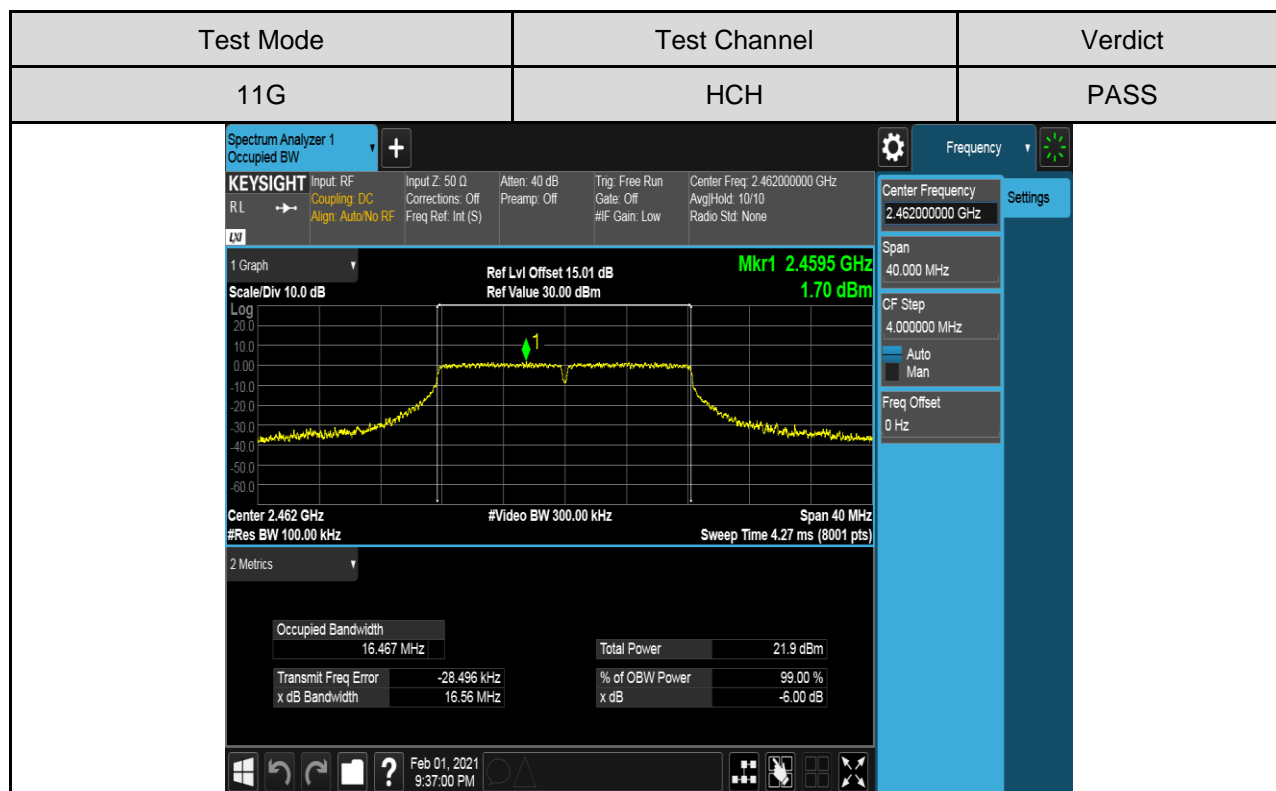 Test Mode Test Channel Verdict
11G HCH PASS
Spectrum Analyzer 1
Occupied BW
+
Frequency
KEYSIGHT
RL
LXI
Input: RF
Coupling: DC
Align: Auto/No RF
Input Z: 50 Ω
Corrections: Off
Freq Ref: Int (S)
Atten: 40 dB
Preamp: Off
Trig: Free Run
Gate: Off
#IF Gain: Low
Center Freq: 2.462000000 GHz
Avg|Hold: 10/10
Radio Std: None
Center Frequency
2.462000000 GHz
Settings
Span
40.000 MHz
CF Step
4.000000 MHz
Auto
Man
Freq Offset
0 Hz
1 Graph
Scale/Div 10.0 dB
Ref Lvl Offset 15.01 dB
Ref Value 30.00 dBm
Mkr1 2.4595 GHz
1.70 dBm
Log
20.0
10.0
0.00
-10.0
-20.0
-30.0
-40.0
-50.0
-60.0
1
Center 2.462 GHz
#Res BW 100.00 kHz
#Video BW 300.00 kHz
Span 40 MHz
Sweep Time 4.27 ms (8001 pts)
2 Metrics
Occupied Bandwidth
16.467 MHz
Total Power 21.9 dBm
Transmit Freq Error -28.496 kHz
% of OBW Power 99.00 %
x dB Bandwidth 16.56 MHz
x dB -6.00 dB
?
Feb 01, 2021
9:37:00 PM